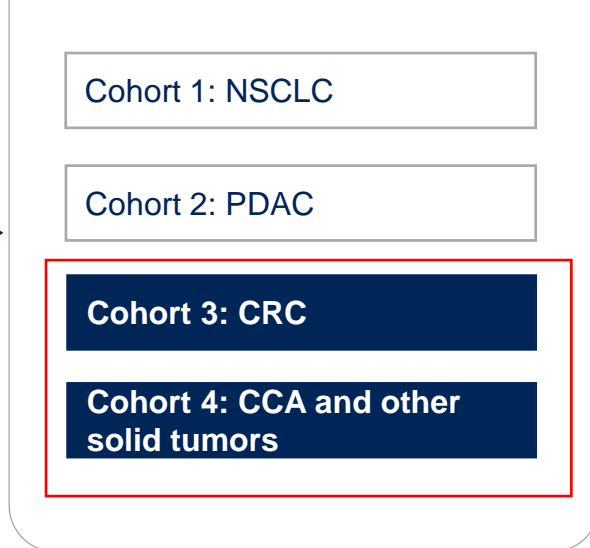 Cohort 1: NSCLC
Cohort 2: PDAC
Cohort 3: CRC
Cohort 4: CCA and other
solid tumors